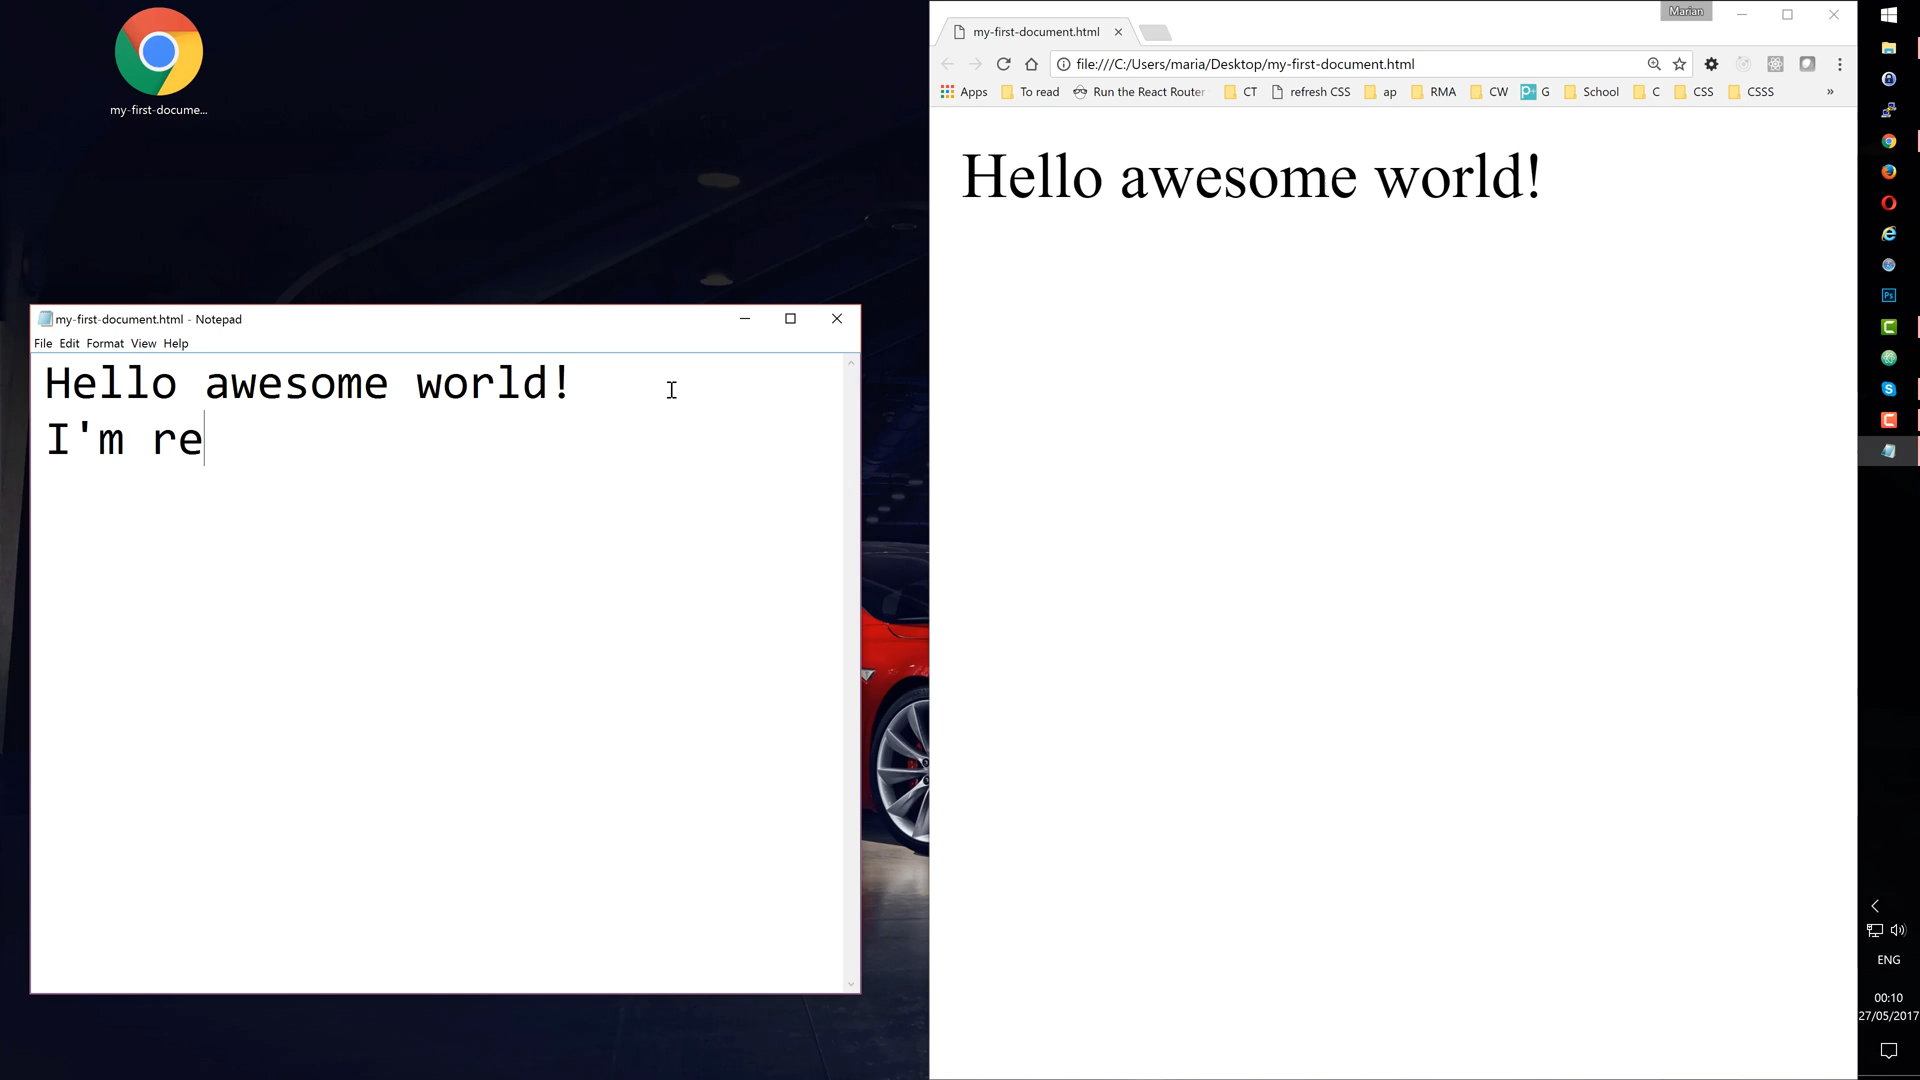 my-first-docume...
Marian
my-first-document.html
file:///C:/Users/maria/Desktop/my-first-document.html
Apps To read Run the React Router CT refresh CSS ap RMA CW P+ G School C CSS CSSS »
Hello awesome world!
my-first-document.html - Notepad
File Edit Format View Help
Hello awesome world!
I'm re
Ps
ENG
00:10
27/05/2017